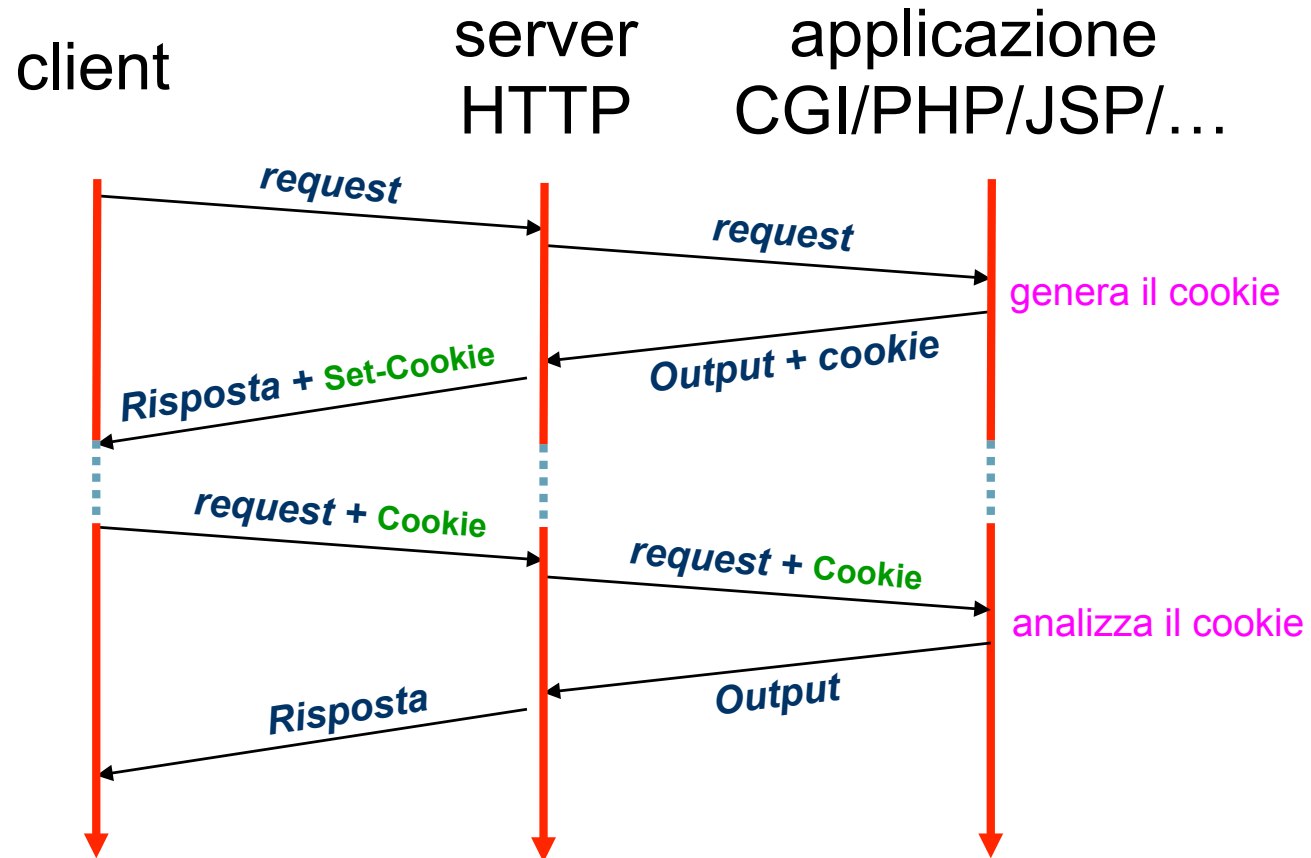 client
server
HTTP
applicazione
CGI/PHP/JSP/…
request
request
genera il cookie
Output + cookie
Risposta + Set-Cookie
request + Cookie
request + Cookie
analizza il cookie
Output
Risposta